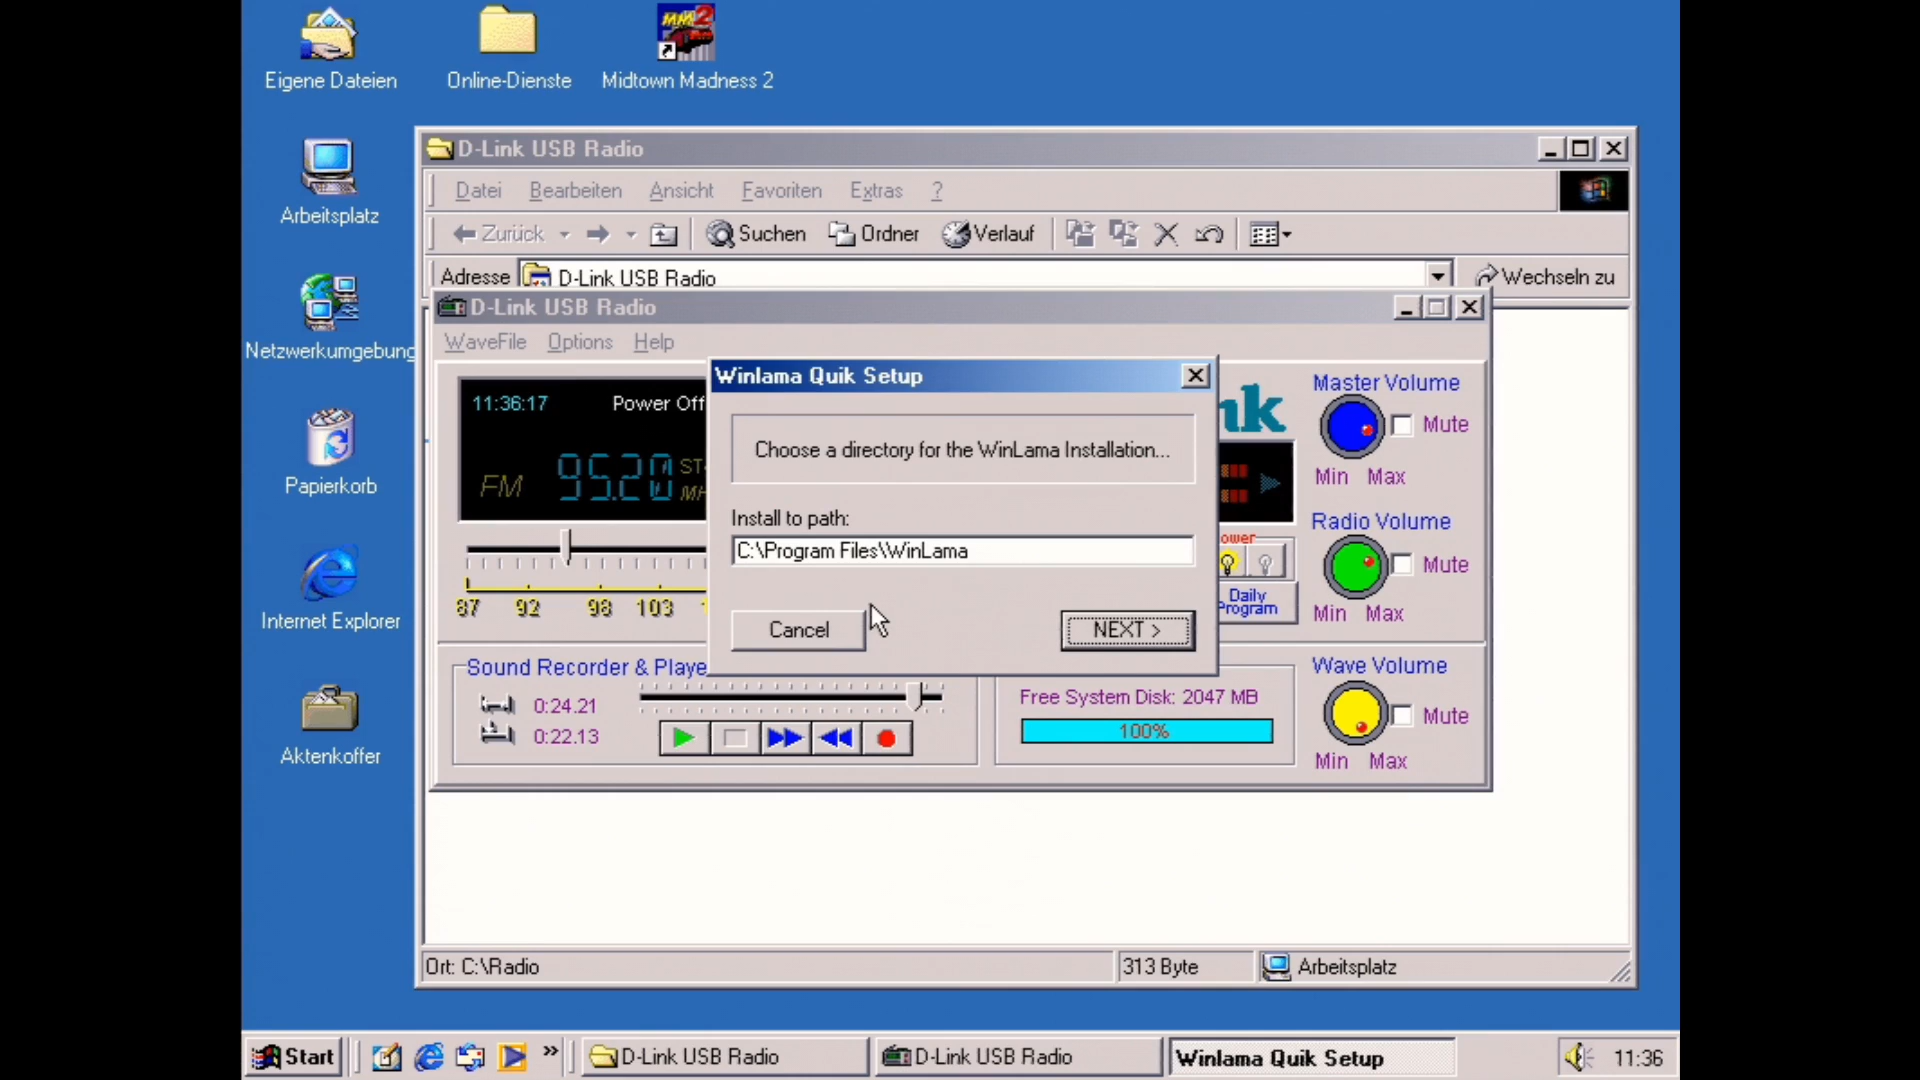 Eigene Dateien
Online-Dienste
MM2
Midtown Madness 2
Arbeitsplatz
Netzwerkumgebung
Papierkorb
Internet Explorer
Aktenkoffer
D-Link USB Radio
Datei Bearbeiten Ansicht Favoriten Extras ?
Zurück Suchen Ordner Verlauf
Adresse D-Link USB Radio Wechseln zu
D-Link USB Radio
WaveFile Options Help
11:36:17 Power Off
FM 95.20
87 92 98 103
Winlama Quik Setup
Choose a directory for the WinLama Installation...
Install to path:
C:\Program Files\WinLama
Cancel NEXT >
Master Volume
Mute
Min Max
Radio Volume
Mute
Min Max
Daily
Program
Sound Recorder & Playe
0:24.21
0:22.13
Free System Disk: 2047 MB
100%
Wave Volume
Mute
Min Max
Ort: C:\Radio 313 Byte Arbeitsplatz
Start » D-Link USB Radio D-Link USB Radio Winlama Quik Setup 11:36